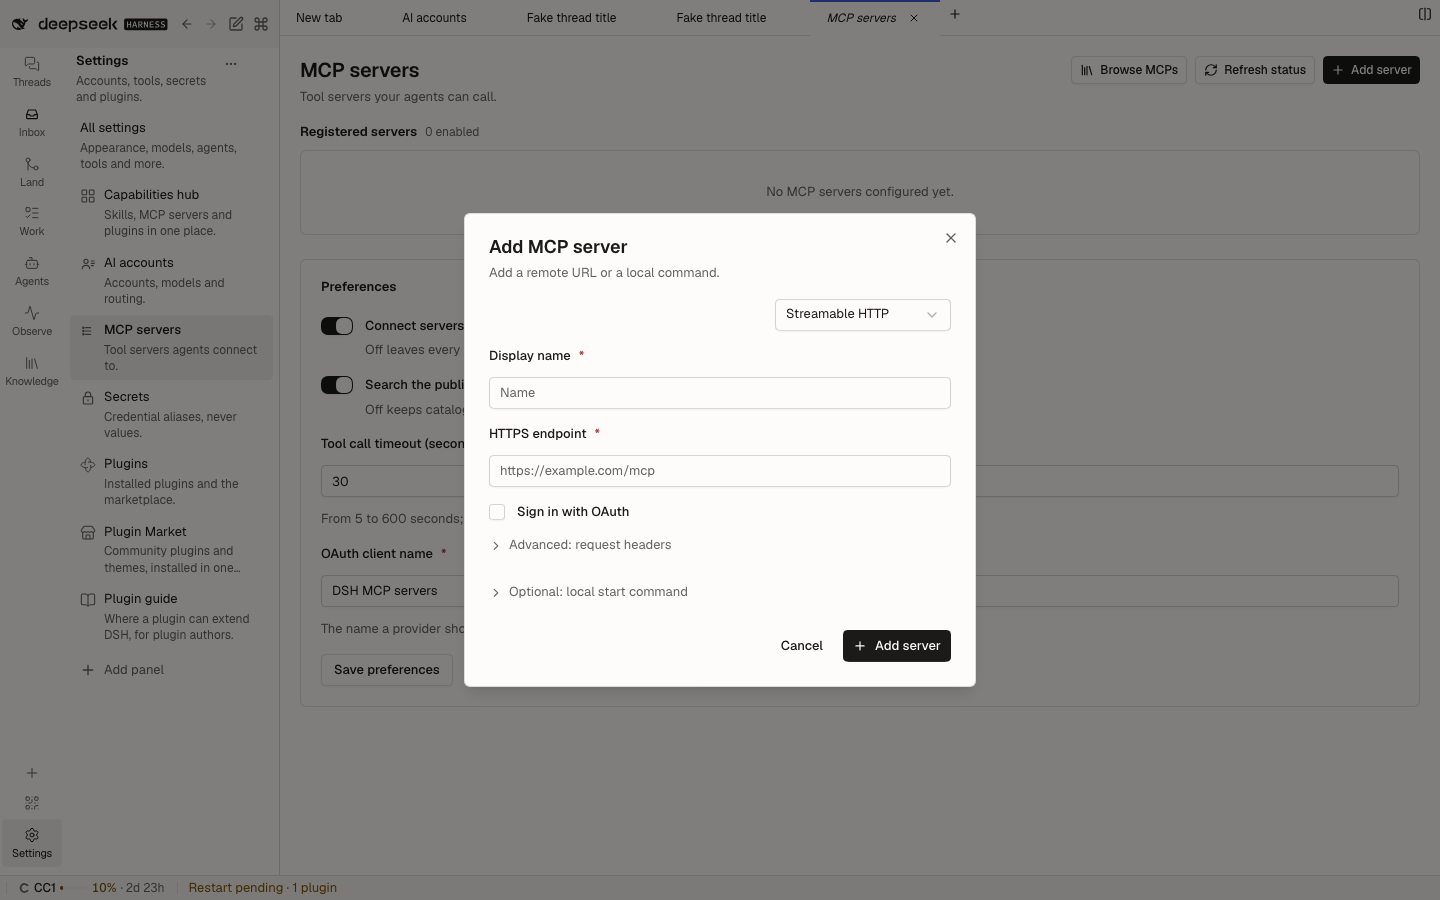 deepseek HARNESS
New tab
AI accounts
Fake thread title
Fake thread title
MCP servers
Threads
Inbox
Land
Work
Agents
Observe
Knowledge
Settings
Settings
Accounts, tools, secrets
and plugins.
All settings
Appearance, models, agents,
tools and more.
Capabilities hub
Skills, MCP servers and
plugins in one place.
AI accounts
Accounts, models and
routing.
MCP servers
Tool servers agents connect
to.
Secrets
Credential aliases, never
values.
Plugins
Installed plugins and the
marketplace.
Plugin Market
Community plugins and
themes, installed in one…
Plugin guide
Where a plugin can extend
DSH, for plugin authors.
Add panel
MCP servers
Tool servers your agents can call.
Browse MCPs
Refresh status
Add server
Registered servers 0 enabled
No MCP servers configured yet.
Preferences
Connect servers
Off leaves every
Search the publi
Off keeps catalog
Tool call timeout (secon
30
From 5 to 600 seconds;
OAuth client name *
DSH MCP servers
The name a provider sho
Save preferences
Add MCP server
Add a remote URL or a local command.
Streamable HTTP
Display name *
Name
HTTPS endpoint *
https://example.com/mcp
Sign in with OAuth
Advanced: request headers
Optional: local start command
Cancel
Add server
C CC1 10% · 2d 23h
Restart pending · 1 plugin